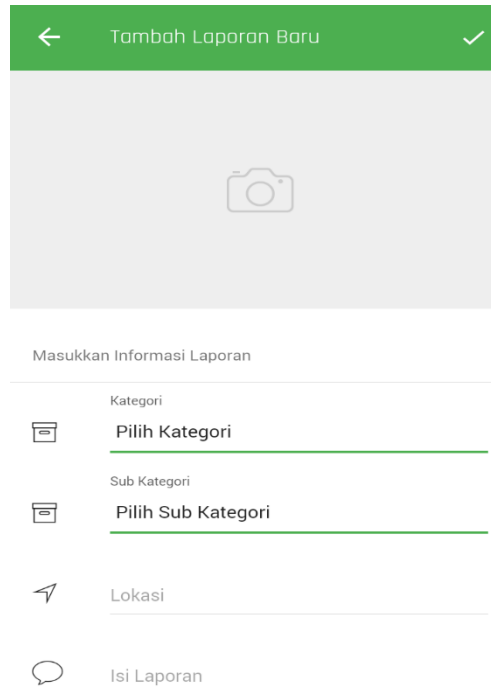 Tambah Laporan Baru
Masukkan Informasi Laporan
Kategori
Pilih Kategori
Sub Kategori
Pilih Sub Kategori
Lokasi
Isi Laporan